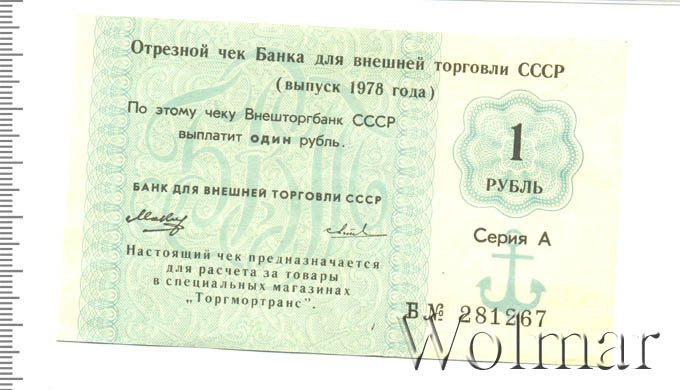 Отрезной чек Банка для внешней торговли СССР
(выпуск 1978 года)
По этому чеку Внешторгбанк СССР
выплатит один рубль.
БАНК ДЛЯ ВНЕШНЕЙ ТОРГОВЛИ СССР
Настоящий чек предназначается
для расчета за товары
в специальных магазинах
„Торгмортранс".
1
РУБЛЬ
Серия А
Б № 281267
Wolmar